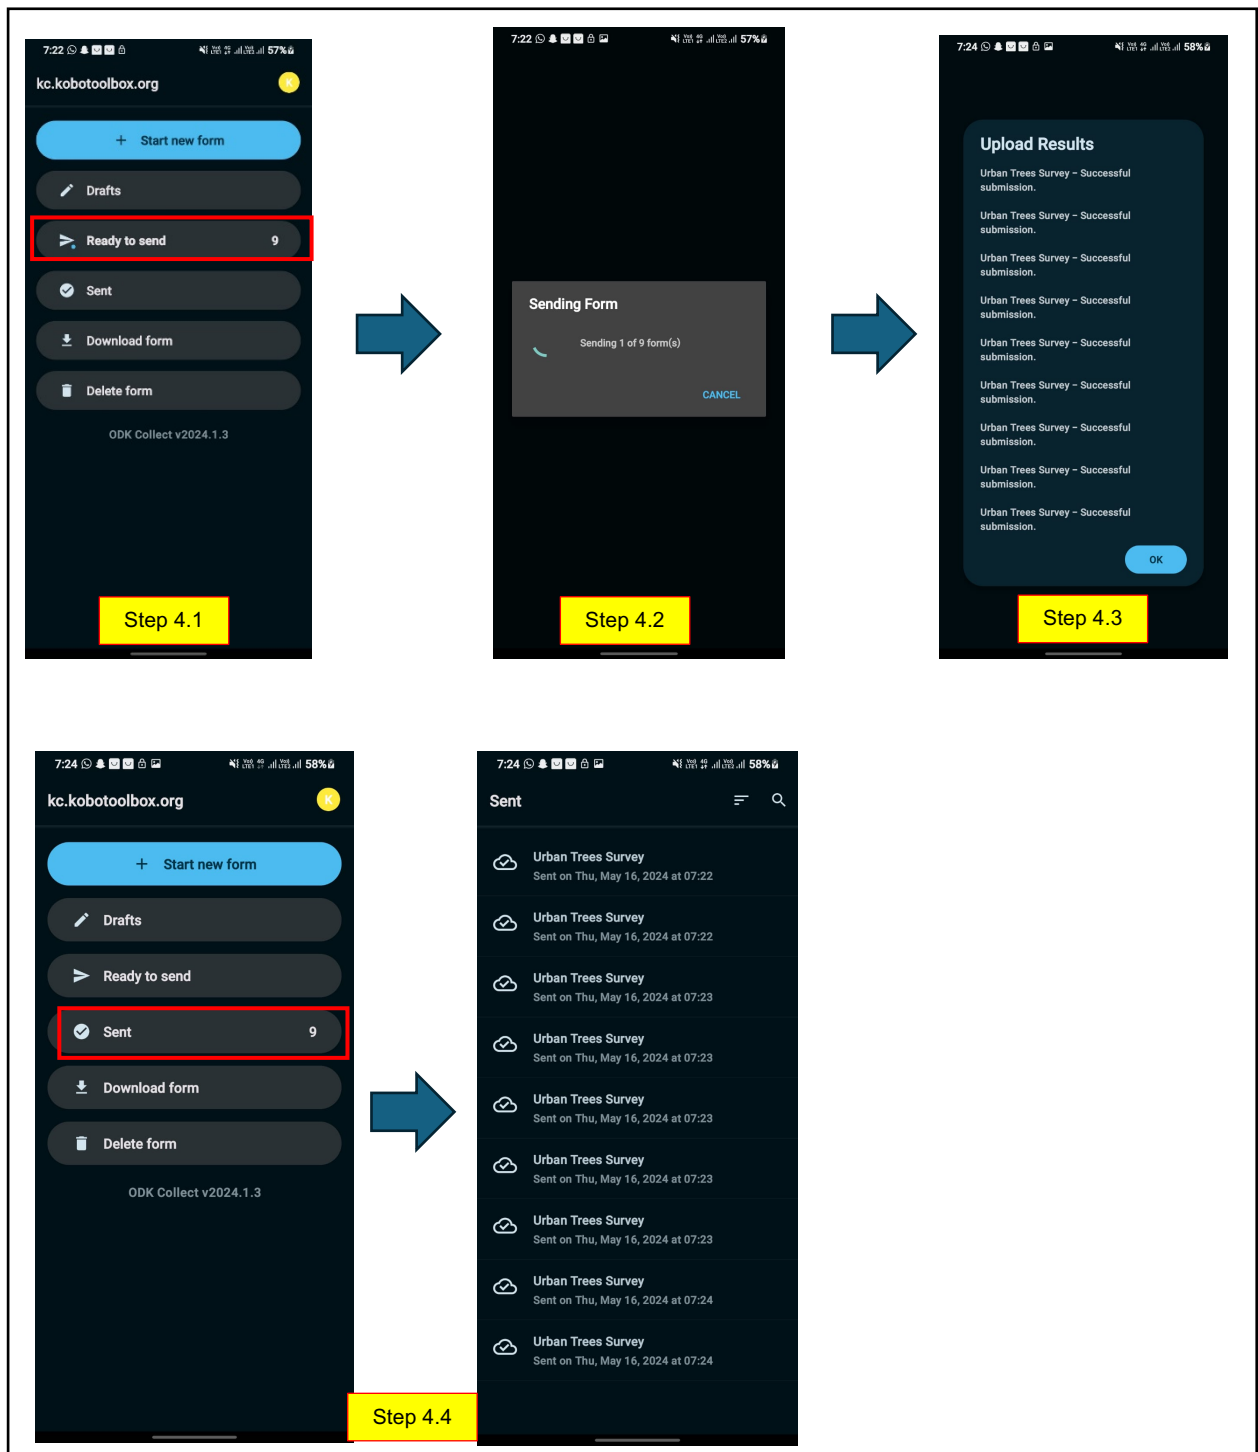 7:22 57%
kc.kobotoolbox.org K
+ Start new form
Drafts
Ready to send 9
Sent
Download form
Delete form
ODK Collect v2024.1.3
Step 4.1
7:22 57%
Sending Form
Sending 1 of 9 form(s)
CANCEL
Step 4.2
7:24 58%
Upload Results
Urban Trees Survey – Successful
submission.
Urban Trees Survey – Successful
submission.
Urban Trees Survey – Successful
submission.
Urban Trees Survey – Successful
submission.
Urban Trees Survey – Successful
submission.
Urban Trees Survey – Successful
submission.
Urban Trees Survey – Successful
submission.
Urban Trees Survey – Successful
submission.
Urban Trees Survey – Successful
submission.
OK
Step 4.3
7:24 58%
kc.kobotoolbox.org K
+ Start new form
Drafts
Ready to send
Sent 9
Download form
Delete form
ODK Collect v2024.1.3
7:24 58%
Sent
Urban Trees Survey
Sent on Thu, May 16, 2024 at 07:22
Urban Trees Survey
Sent on Thu, May 16, 2024 at 07:22
Urban Trees Survey
Sent on Thu, May 16, 2024 at 07:23
Urban Trees Survey
Sent on Thu, May 16, 2024 at 07:23
Urban Trees Survey
Sent on Thu, May 16, 2024 at 07:23
Urban Trees Survey
Sent on Thu, May 16, 2024 at 07:23
Urban Trees Survey
Sent on Thu, May 16, 2024 at 07:23
Urban Trees Survey
Sent on Thu, May 16, 2024 at 07:24
Urban Trees Survey
Sent on Thu, May 16, 2024 at 07:24
Step 4.4